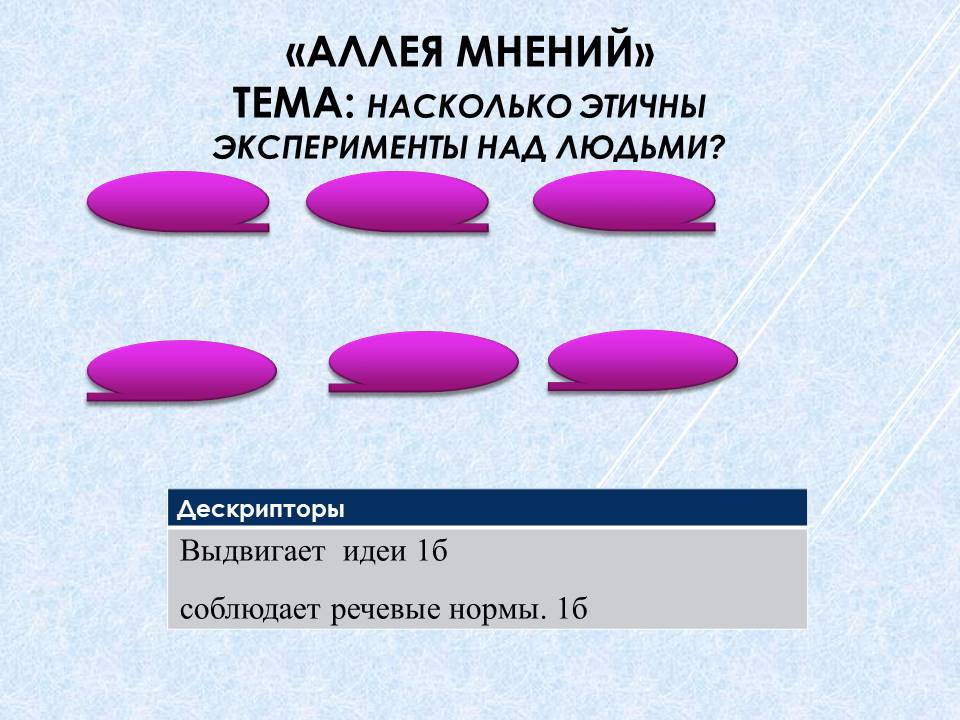 «АЛЛЕЯ МНЕНИЙ»
ТЕМА: НАСКОЛЬКО ЭТИЧНЫ
ЭКСПЕРИМЕНТЫ НАД ЛЮДЬМИ?
Дескрипторы
Выдвигает идеи 1б
соблюдает речевые нормы. 1б